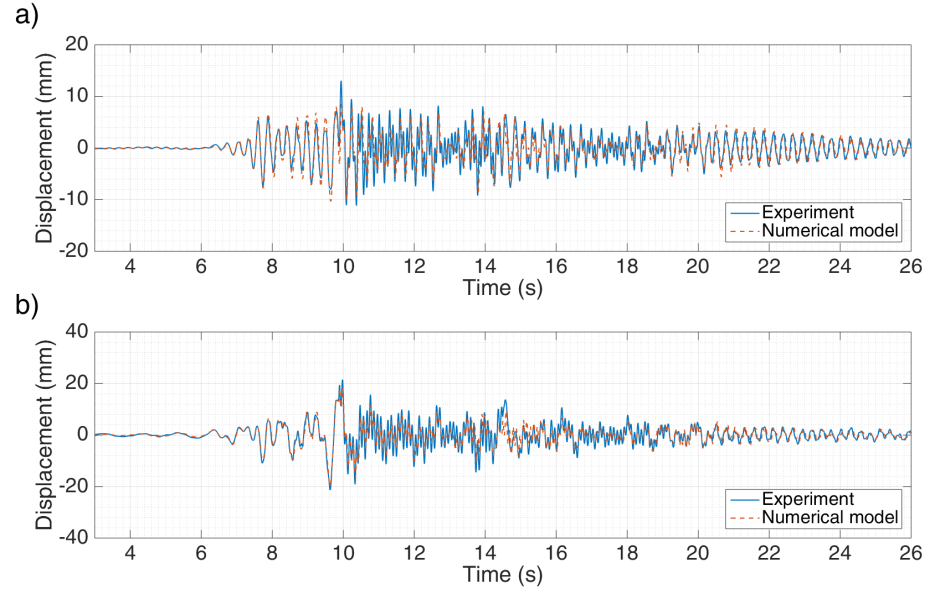 a)
Displacement (mm)
20
10
0
-10
-20
Experiment
Numerical model
4 6 8 10 12 14 16 18 20 22 24 26
Time (s)
b)
Displacement (mm)
40
20
0
-20
-40
Experiment
Numerical model
4 6 8 10 12 14 16 18 20 22 24 26
Time (s)